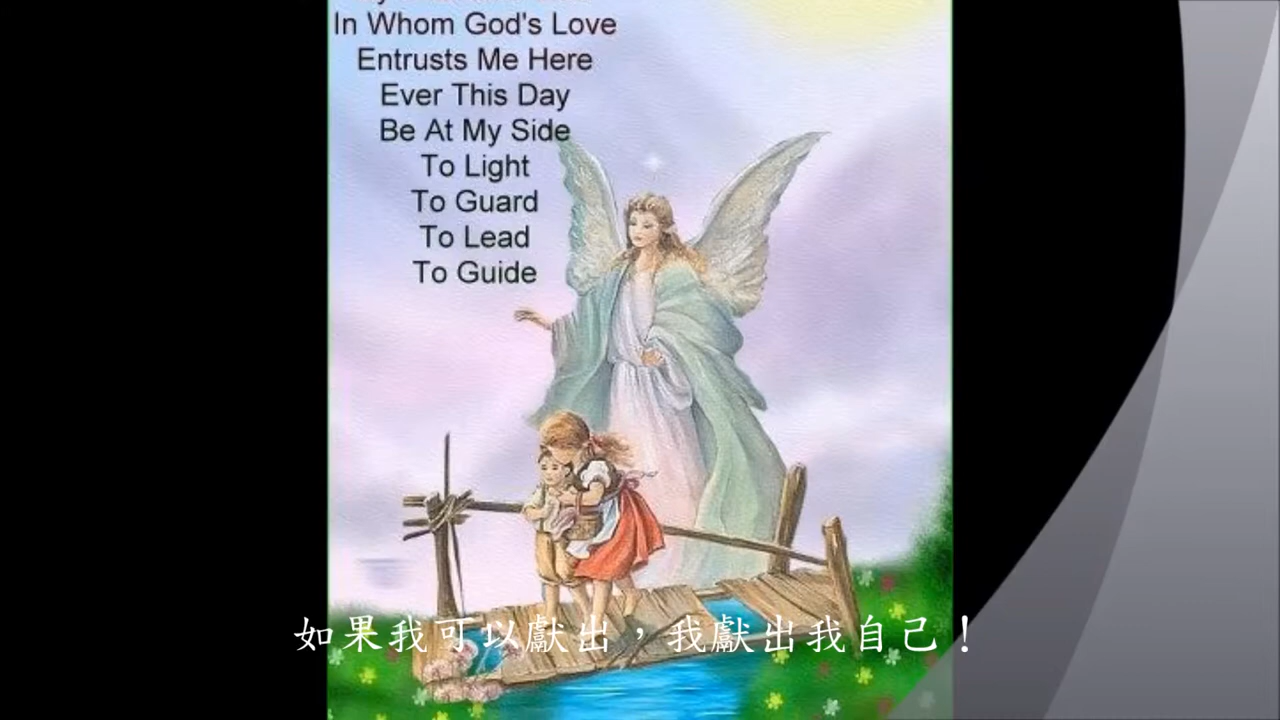 In Whom God's Love
Entrusts Me Here
Ever This Day
Be At My Side
To Light
To Guard
To Lead
To Guide
如果我可以獻出，我獻出我自己！